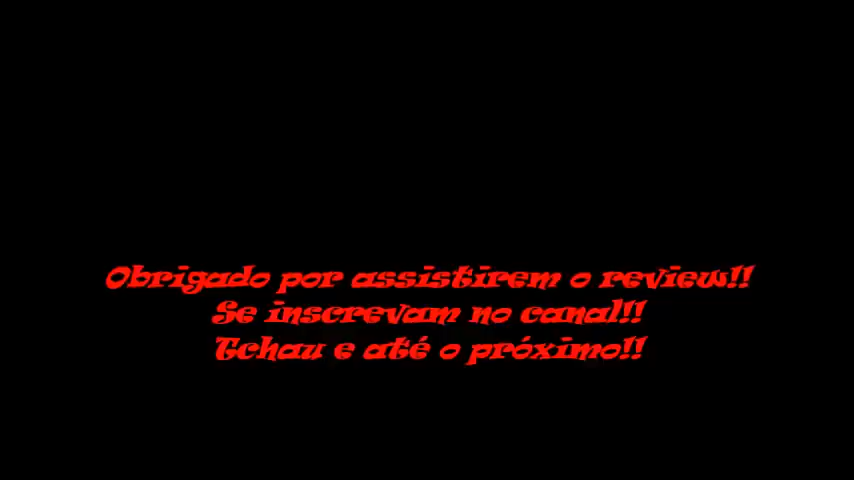 Obrigado por assistirem o review!!
Se inscrevam no canal!!
Tchau e até o próximo!!